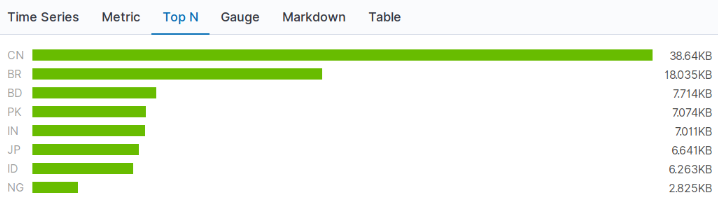 Time Series Metric Top N Gauge Markdown Table
CN 38.64KB
BR 18.035KB
BD 7.714KB
PK 7.074KB
IN 7.011KB
JP 6.641KB
ID 6.263KB
NG 2.825KB